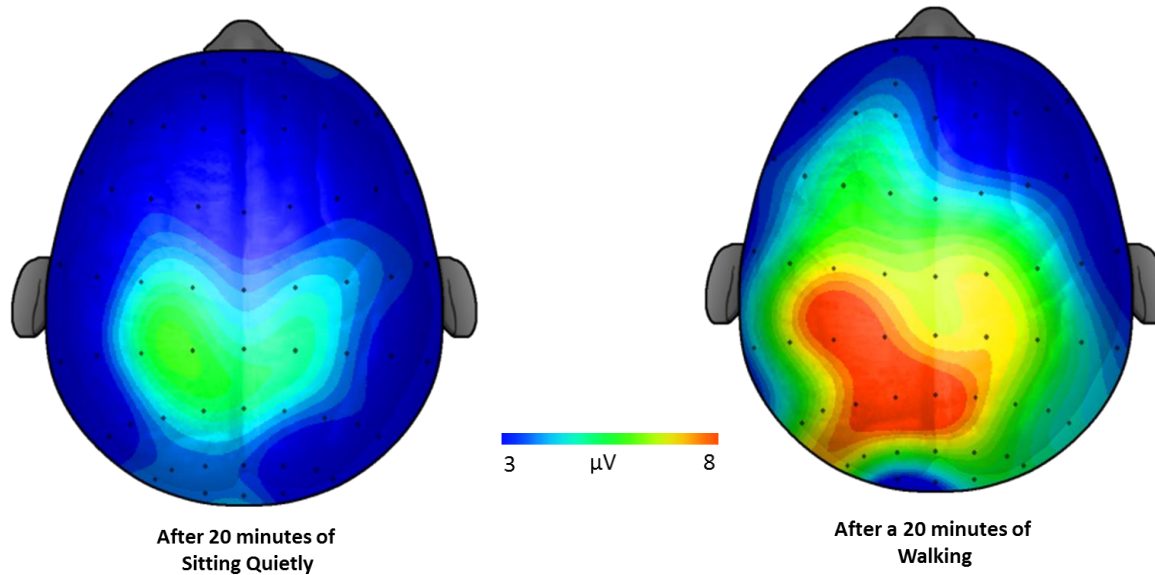 3 μV 8
After 20 minutes of
Sitting Quietly
After a 20 minutes of
Walking